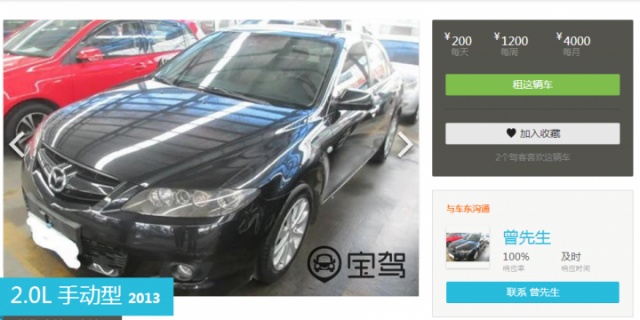 ¥200 ¥1200 ¥4000
每天 每周 每月
租这辆车
加入收藏
2个驾客喜欢这辆车
宝驾
2.0L 手动型 2013
与车东沟通
曾先生
100% 及时
响应率 响应时间
联系 曾先生